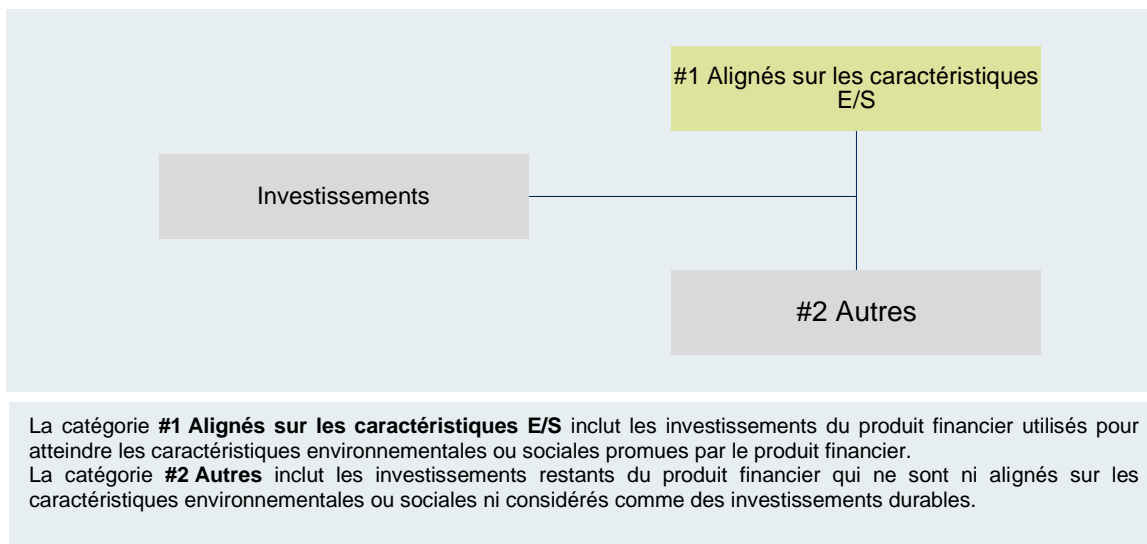 #1 Alignés sur les caractéristiques
E/S
Investissements
#2 Autres
La catégorie #1 Alignés sur les caractéristiques E/S inclut les investissements du produit financier utilisés pour
atteindre les caractéristiques environnementales ou sociales promues par le produit financier.
La catégorie #2 Autres inclut les investissements restants du produit financier qui ne sont ni alignés sur les
caractéristiques environnementales ou sociales ni considérés comme des investissements durables.